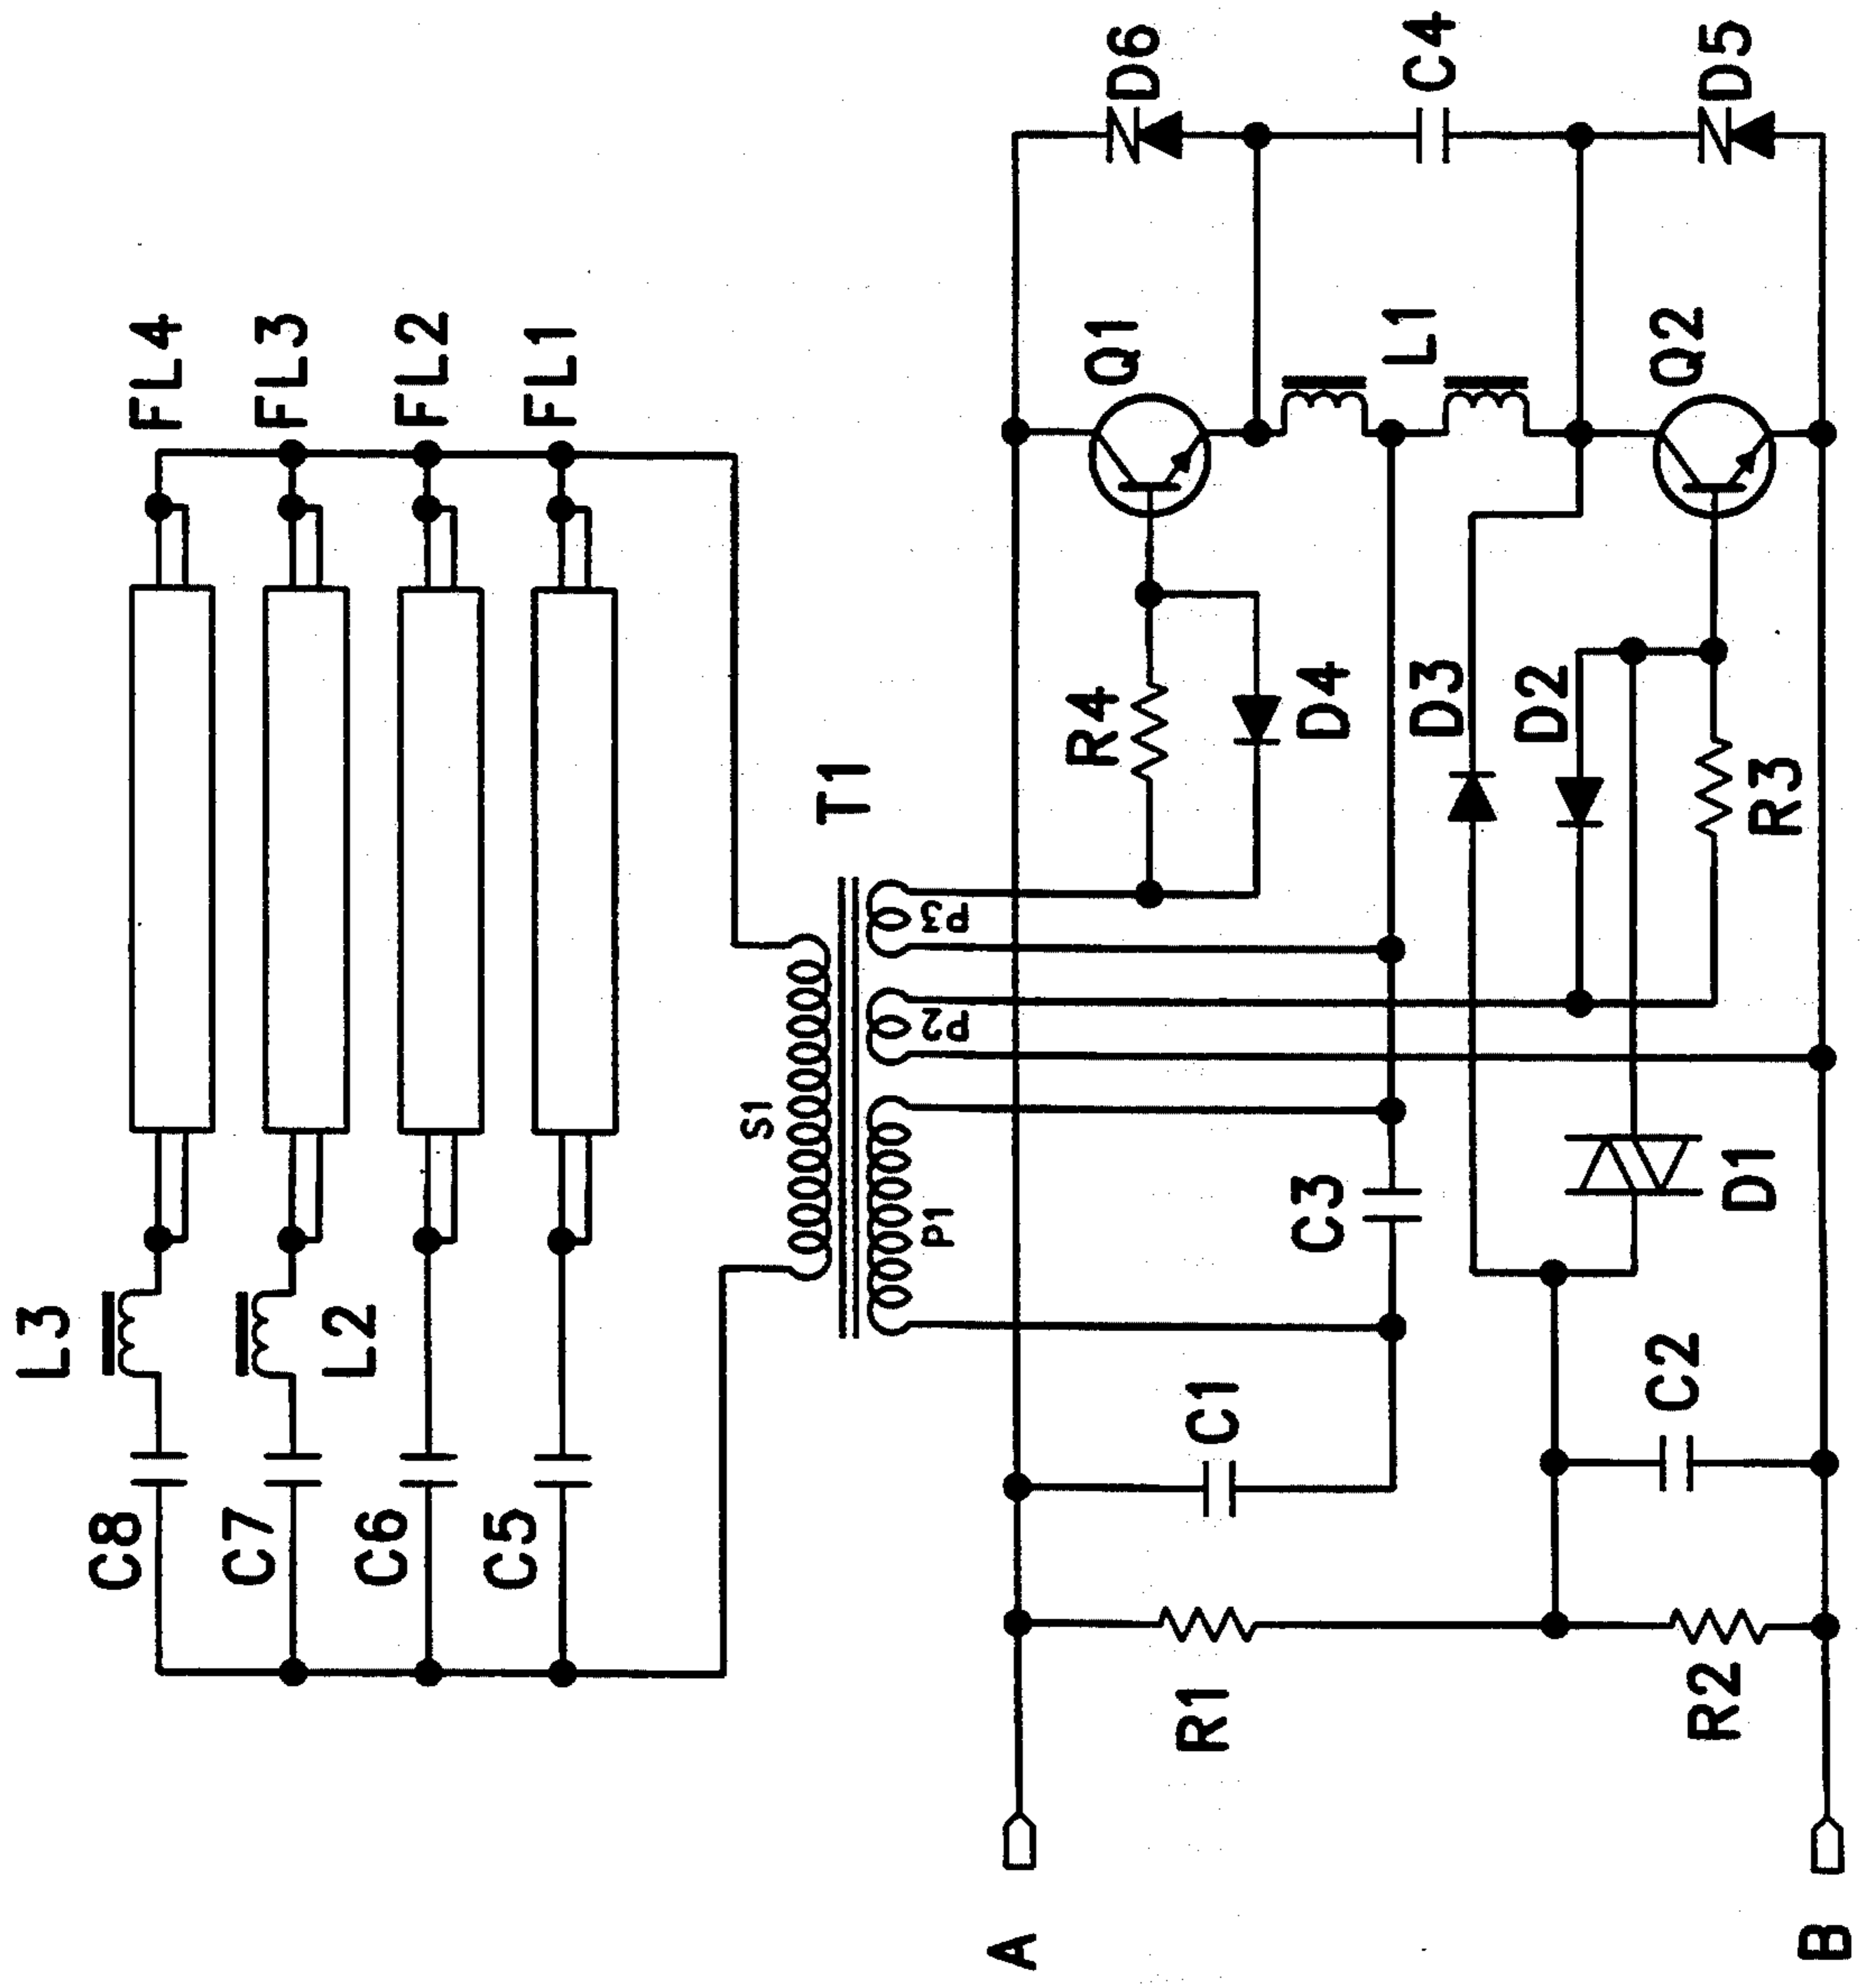 FL4
FL3
FL2
FL1
L3
L2
C8
C7
C6
C5
S1
T1
P1
P2
P3
D6
C4
D5
Q1
L1
Q2
R4
D4
D3
D2
R3
C3
D1
C1
C2
R1
R2
A
B